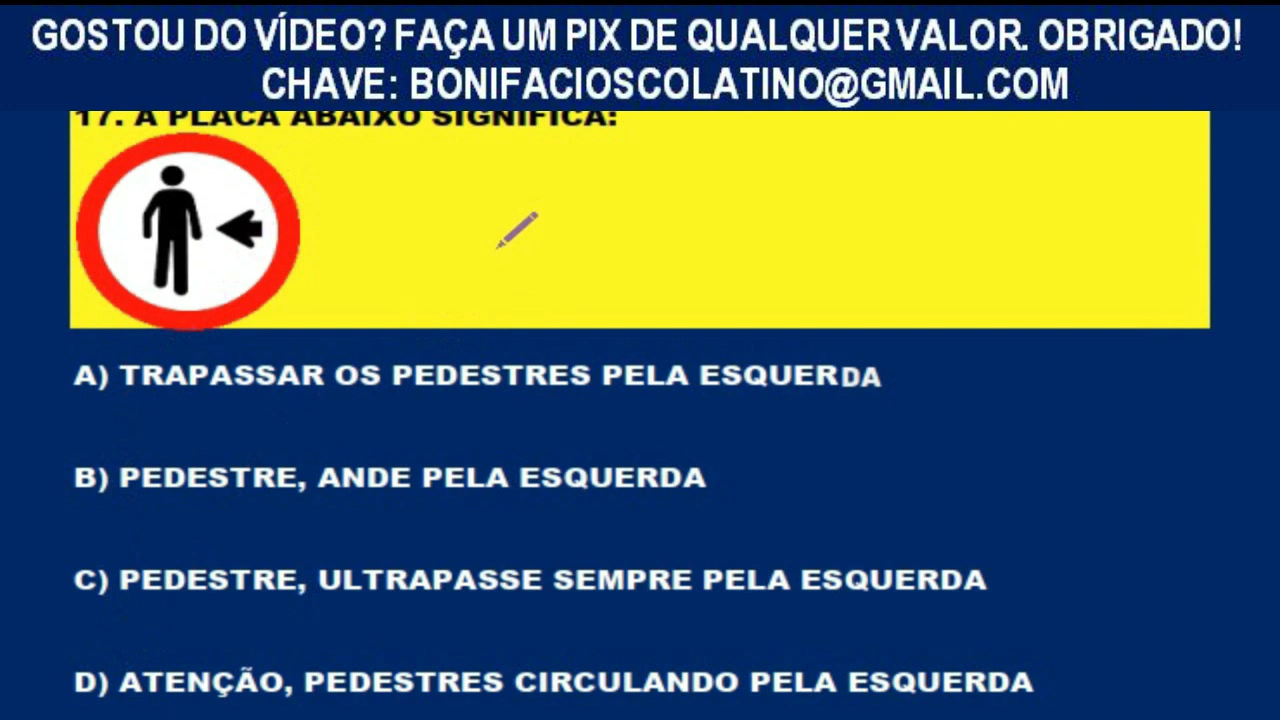 GOSTOU DO VÍDEO? FAÇA UM PIX DE QUALQUER VALOR. OBRIGADO!
CHAVE: BONIFACIOSCOLATINO@GMAIL.COM
17. A PLACA ABAIXO SIGNIFICA:
A) TRAPASSAR OS PEDESTRES PELA ESQUERDA
B) PEDESTRE, ANDE PELA ESQUERDA
C) PEDESTRE, ULTRAPASSE SEMPRE PELA ESQUERDA
D) ATENÇÃO, PEDESTRES CIRCULANDO PELA ESQUERDA